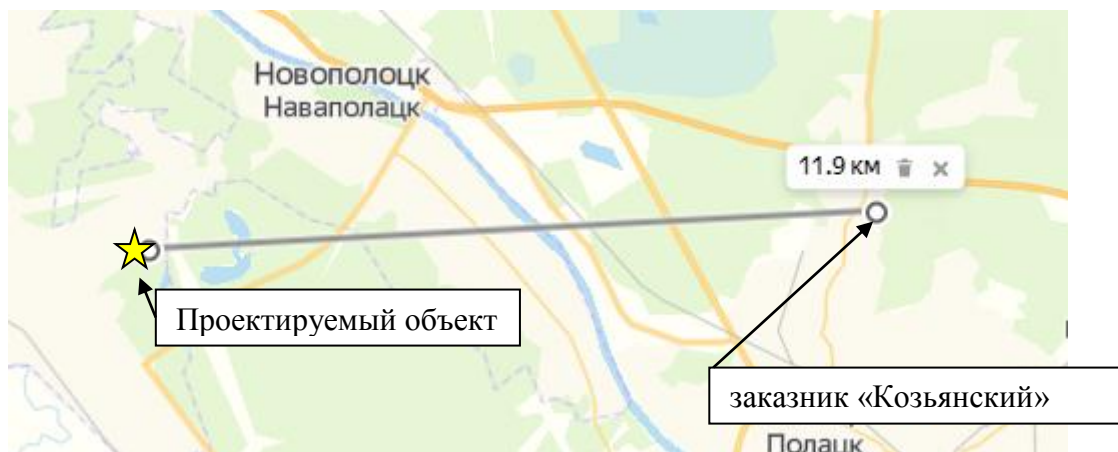 Новополоцк
Наваполацк
11.9 км
Проектируемый объект
заказник «Козьянский»
Полацк